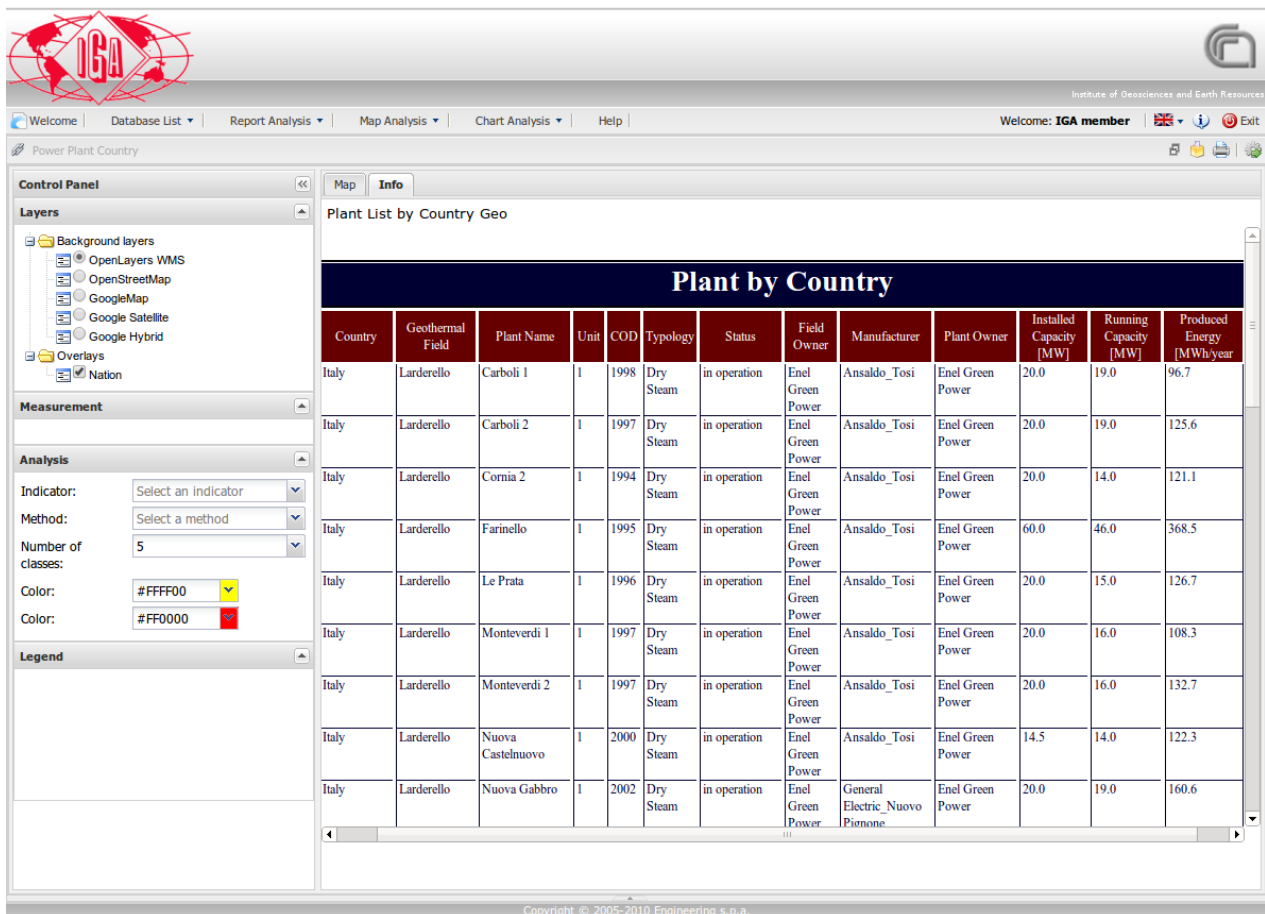 IGA
Institute of Geosciences and Earth Resources
Welcome Database List Report Analysis Map Analysis Chart Analysis Help Welcome: IGA member Exit
Power Plant Country
Control Panel
Layers
Background layers
OpenLayers WMS
OpenStreetMap
GoogleMap
Google Satellite
Google Hybrid
Overlays
Nation
Measurement
Analysis
Indicator: Select an indicator
Method: Select a method
Number of classes: 5
Color: #FFFF00
Color: #FF0000
Legend
Map Info
Plant List by Country Geo
Plant by Country
Country Geothermal Field Plant Name Unit COD Typology Status Field Owner Manufacturer Plant Owner Installed Capacity [MW] Running Capacity [MW] Produced Energy [MWh/year
Italy Larderello Carboli 1 1 1998 Dry Steam in operation Enel Green Power Ansaldo_Tosi Enel Green Power 20.0 19.0 96.7
Italy Larderello Carboli 2 1 1997 Dry Steam in operation Enel Green Power Ansaldo_Tosi Enel Green Power 20.0 19.0 125.6
Italy Larderello Cornia 2 1 1994 Dry Steam in operation Enel Green Power Ansaldo_Tosi Enel Green Power 20.0 14.0 121.1
Italy Larderello Farinello 1 1995 Dry Steam in operation Enel Green Power Ansaldo_Tosi Enel Green Power 60.0 46.0 368.5
Italy Larderello Le Prata 1 1996 Dry Steam in operation Enel Green Power Ansaldo_Tosi Enel Green Power 20.0 15.0 126.7
Italy Larderello Monteverdi 1 1 1997 Dry Steam in operation Enel Green Power Ansaldo_Tosi Enel Green Power 20.0 16.0 108.3
Italy Larderello Monteverdi 2 1 1997 Dry Steam in operation Enel Green Power Ansaldo_Tosi Enel Green Power 20.0 16.0 132.7
Italy Larderello Nuova Castelnuovo 1 2000 Dry Steam in operation Enel Green Power Ansaldo_Tosi Enel Green Power 14.5 14.0 122.3
Italy Larderello Nuova Gabbro 1 2002 Dry Steam in operation Enel Green Power General Electric_Nuovo Pignone Enel Green Power 20.0 19.0 160.6
Copyright © 2005-2010 Engineering s.p.a.